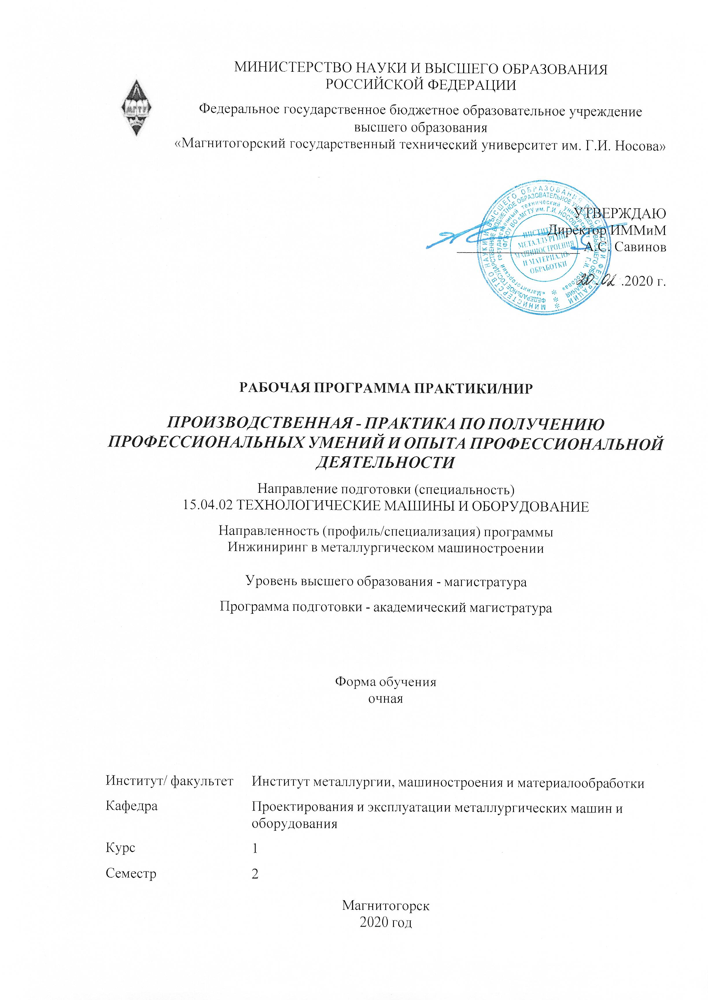 МИНИСТЕРСТВО НАУКИ И ВЫСШЕГО ОБРАЗОВАНИЯ
РОССИЙСКОЙ ФЕДЕРАЦИИ
Федеральное государственное бюджетное образовательное учреждение
высшего образования
«Магнитогорский государственный технический университет им. Г.И. Носова»
УТВЕРЖДАЮ
Директор ИММиМ
А.С. Савинов
20.02.2020 г.
МИНИСТЕРСТВО НАУКИ И ВЫСШЕГО ОБРАЗОВАНИЯ РОССИЙСКОЙ ФЕДЕРАЦИИ
ФЕДЕРАЛЬНОЕ ГОСУДАРСТВЕННОЕ БЮДЖЕТНОЕ ОБРАЗОВАТЕЛЬНОЕ УЧРЕЖДЕНИЕ ВЫСШЕГО ОБРАЗОВАНИЯ
«Магнитогорский государственный технический университет им. Г.И. Носова»
(ФГБОУ ВО «МГТУ им. Г.И. НОСОВА»)
ИНСТИТУТ
МЕТАЛЛУРГИИ,
МАШИНОСТРОЕНИЯ
И МАТЕРИАЛО-
ОБРАБОТКИ
РАБОЧАЯ ПРОГРАММА ПРАКТИКИ/НИР
ПРОИЗВОДСТВЕННАЯ - ПРАКТИКА ПО ПОЛУЧЕНИЮ
ПРОФЕССИОНАЛЬНЫХ УМЕНИЙ И ОПЫТА ПРОФЕССИОНАЛЬНОЙ
ДЕЯТЕЛЬНОСТИ
Направление подготовки (специальность)
15.04.02 ТЕХНОЛОГИЧЕСКИЕ МАШИНЫ И ОБОРУДОВАНИЕ
Направленность (профиль/специализация) программы
Инжиниринг в металлургическом машиностроении
Уровень высшего образования - магистратура
Программа подготовки - академический магистратура
Форма обучения
очная
Институт/ факультет Институт металлургии, машиностроения и материалообработки
Кафедра Проектирования и эксплуатации металлургических машин и
оборудования
Курс 1
Семестр 2
Магнитогорск
2020 год